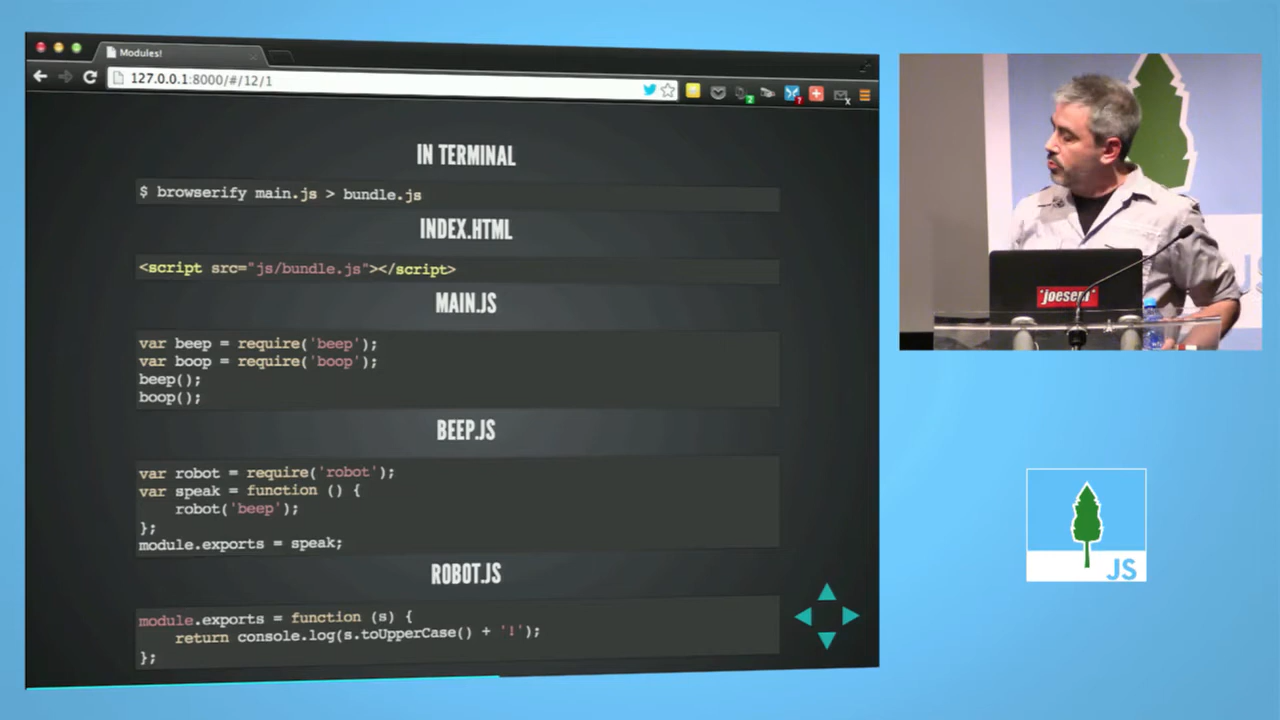 Modules!
127.0.0.1:8000/#/12/1
2
7
IN TERMINAL
$ browserify main.js > bundle.js
INDEX.HTML
<script src="js/bundle.js"></script>
MAIN.JS
var beep = require('beep');
var boop = require('boop');
beep();
boop();
BEEP.JS
var robot = require('robot');
var speak = function () {
robot('beep');
};
module.exports = speak;
ROBOT.JS
module.exports = function (s) {
return console.log(s.toUpperCase() + '!');
};
JS